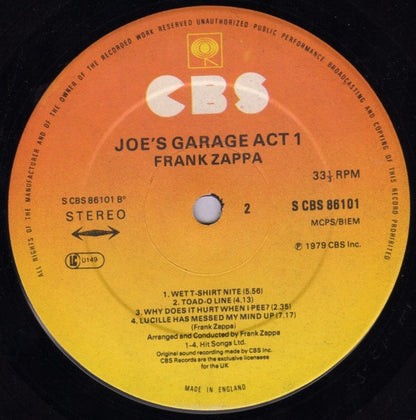 ALL RIGHTS OF THE MANUFACTURER AND OF THE OWNER OF THE RECORDED WORK RESERVED UNAUTHORIZED PUBLIC PERFORMANCE BROADCASTING AND COPYING OF THIS RECORD PROHIBITED
CBS
JOE'S GARAGE ACT 1
FRANK ZAPPA
33⅓ RPM
S CBS 86101 B°
STEREO
2
S CBS 86101
MCPS/BIEM
LC 0149
℗ 1979 CBS Inc.
1. WET T-SHIRT NITE (5.56)
2. TOAD-O LINE (4.13)
3. WHY DOES IT HURT WHEN I PEE? (2.35)
4. LUCILLE HAS MESSED MY MIND UP (7.17)
(Frank Zappa)
Arranged and Conducted by Frank Zappa
1-4. Hit Songs Ltd.
Original sound recording made by CBS Inc.
CBS Records are the exclusive licensees
for the UK
MADE IN ENGLAND